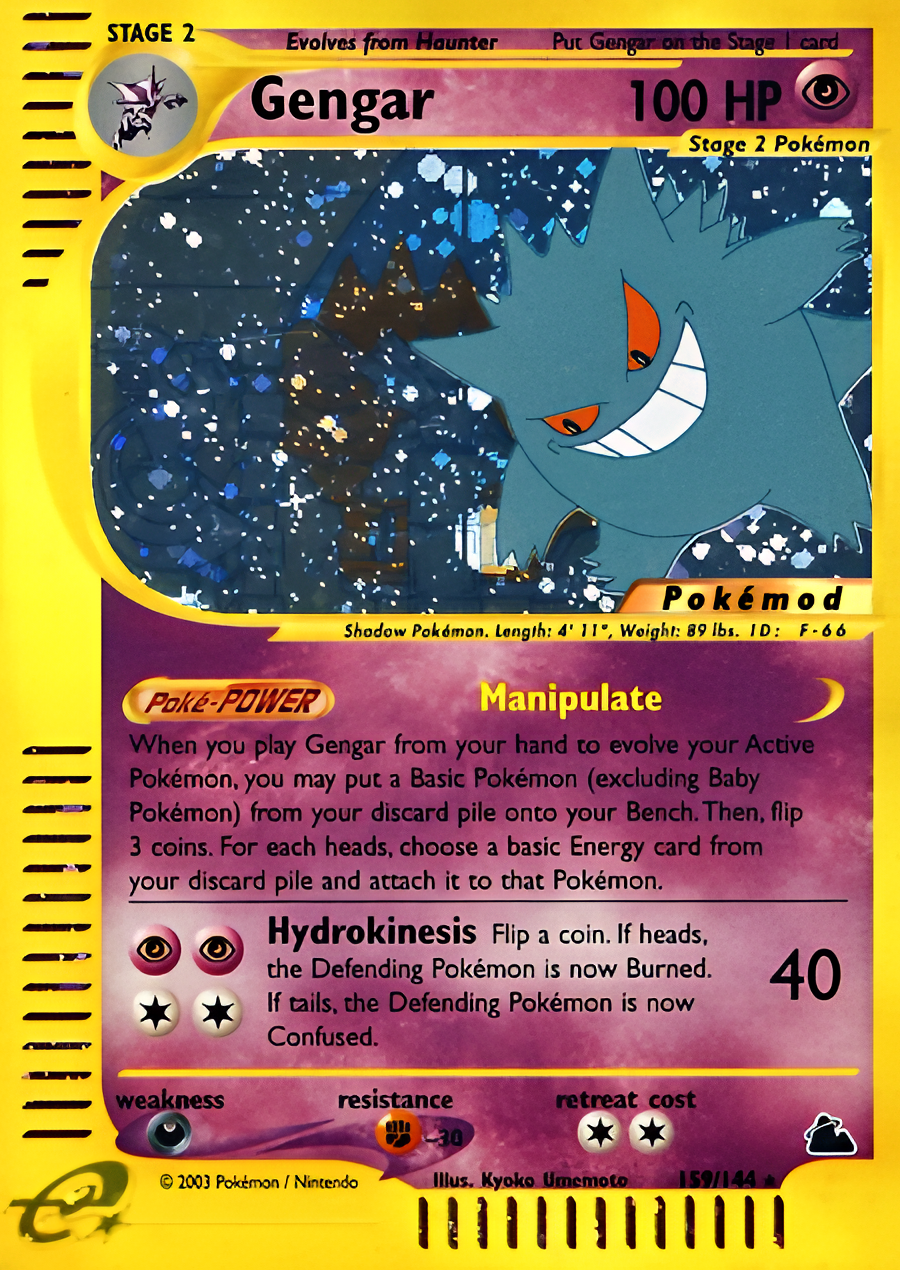 STAGE 2
Evolves from Haunter Put Gengar on the Stage 1 card
Gengar 100 HP
Stage 2 Pokémon
Pokémod
Shadow Pokémon. Length: 4' 11", Weight: 89 lbs. ID: F-66
Poké-POWER Manipulate
When you play Gengar from your hand to evolve your Active
Pokémon, you may put a Basic Pokémon (excluding Baby
Pokémon) from your discard pile onto your Bench. Then, flip
3 coins. For each heads, choose a basic Energy card from
your discard pile and attach it to that Pokémon.
Hydrokinesis Flip a coin. If heads,
the Defending Pokémon is now Burned.
If tails, the Defending Pokémon is now
Confused.
40
weakness resistance retreat cost
-30
© 2003 Pokémon / Nintendo Illus. Kyoko Umemoto 159/144 ★
e